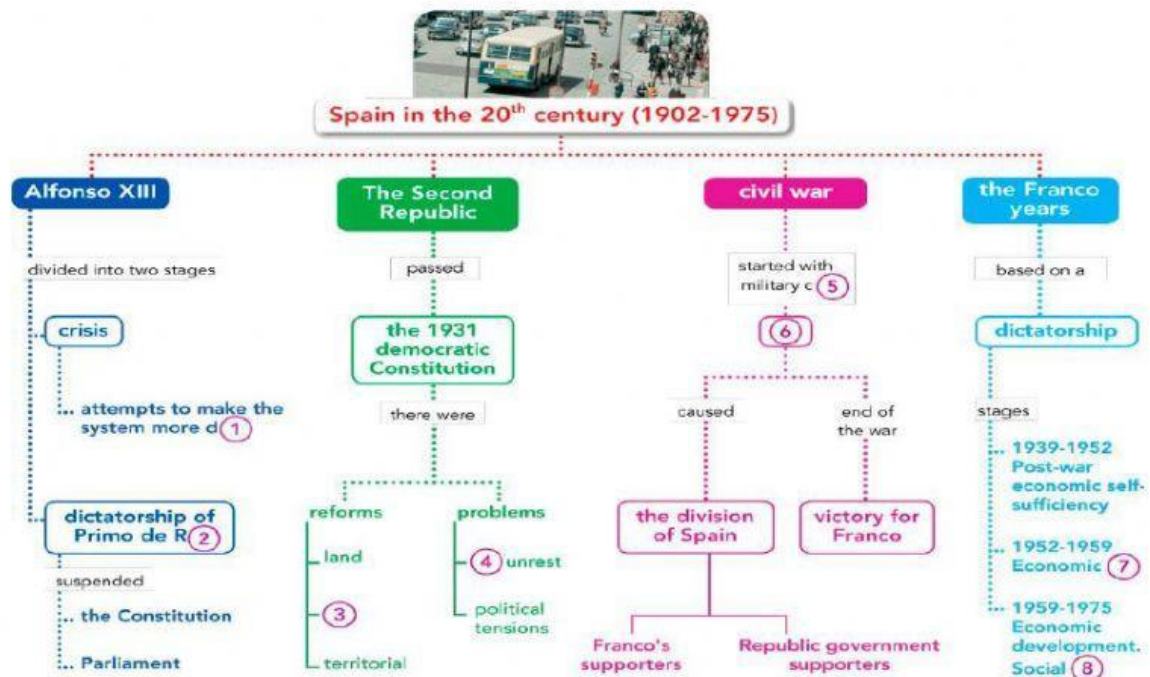 Spain in the 20th century (1902-1975)
Alfonso XIII
divided into two stages
crisis
attempts to make the
system more d 1
dictatorship of
Primo de R 2
suspended
the Constitution
Parliament
The Second
Republic
passed
the 1931
democratic
Constitution
there were
reforms
land
3
territorial
problems
4 unrest
political
tensions
civil war
started with
military c 5
6
caused
the division
of Spain
Franco's
supporters
Republic government
supporters
end of
the war
victory for
Franco
the Franco
years
based on a
dictatorship
stages
1939-1952
Post-war
economic self-
sufficiency
1952-1959
Economic 7
1959-1975
Economic
development.
Social 8